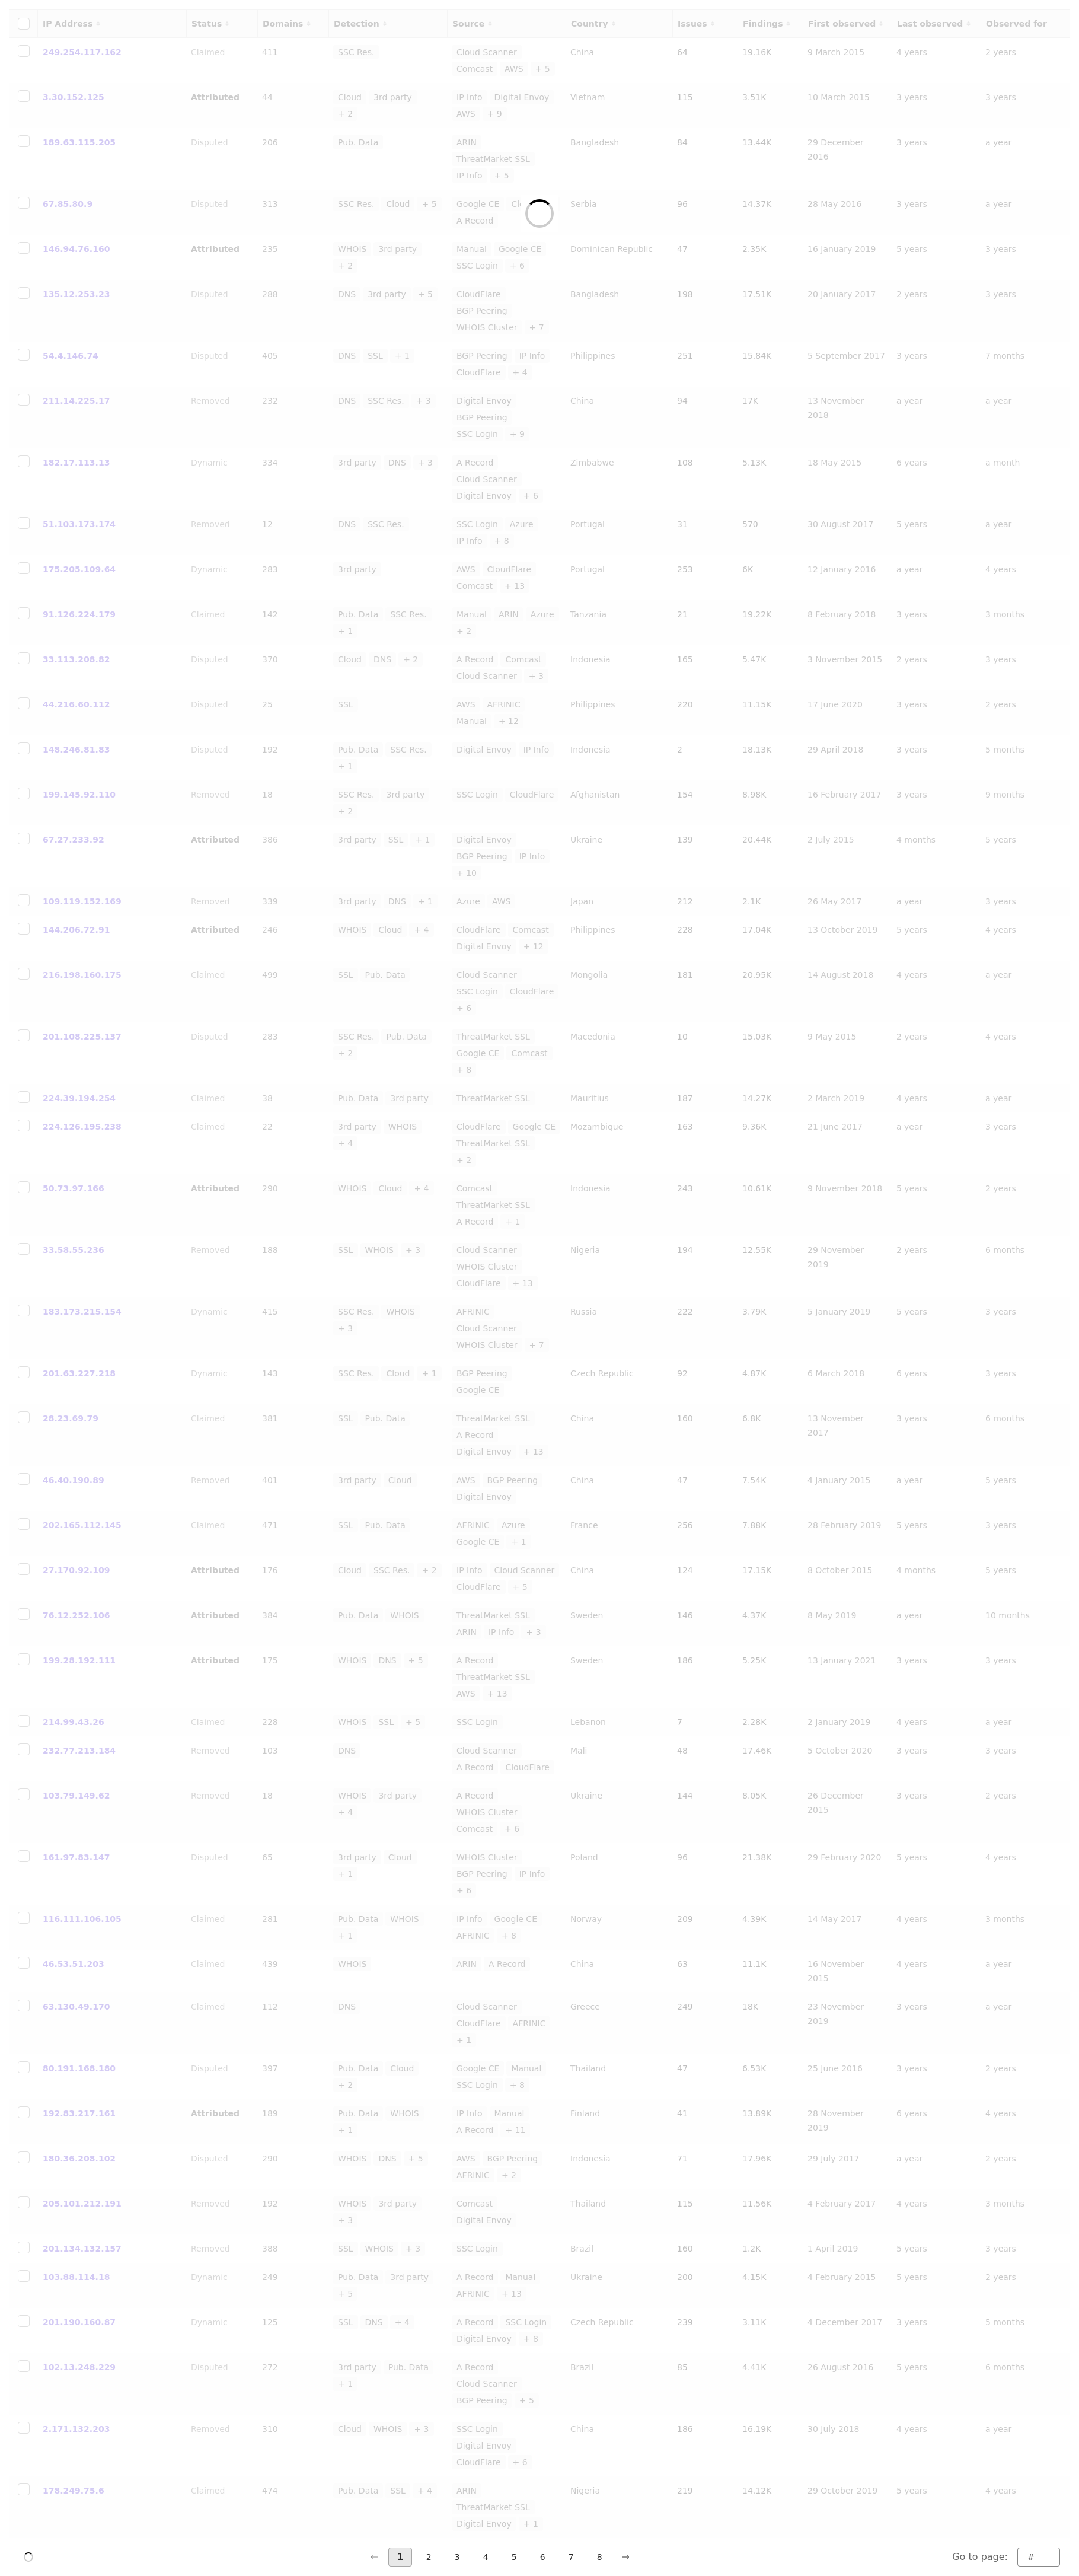 IP Address Status Domains Detection Source Country Issues Findings First observed Last observed Observed for
249.254.117.162 Claimed 411 SSC Res. Cloud Scanner China 64 19.16K 9 March 2015 4 years 2 years
Comcast AWS + 5
3.30.152.125 Attributed 44 Cloud 3rd party IP Info Digital Envoy Vietnam 115 3.51K 10 March 2015 3 years 3 years
+ 2 AWS + 9
189.63.115.205 Disputed 206 Pub. Data ARIN Bangladesh 84 13.44K 29 December 3 years a year
ThreatMarket SSL 2016
IP Info + 5
67.85.80.9 Disputed 313 SSC Res. Cloud + 5 Google CE Serbia 96 14.37K 28 May 2016 3 years a year
A Record
146.94.76.160 Attributed 235 WHOIS 3rd party Manual Google CE Dominican Republic 47 2.35K 16 January 2019 5 years 3 years
+ 2 SSC Login + 6
135.12.253.23 Disputed 288 DNS 3rd party + 5 CloudFlare Bangladesh 198 17.51K 20 January 2017 2 years 3 years
BGP Peering
WHOIS Cluster + 7
54.4.146.74 Disputed 405 DNS SSL + 1 BGP Peering IP Info Philippines 251 15.84K 5 September 2017 3 years 7 months
CloudFlare + 4
211.14.225.17 Removed 232 DNS SSC Res. + 3 Digital Envoy China 94 17K 13 November a year a year
BGP Peering 2018
SSC Login + 9
182.17.113.13 Dynamic 334 3rd party DNS + 3 A Record Zimbabwe 108 5.13K 18 May 2015 6 years a month
Cloud Scanner
Digital Envoy + 6
51.103.173.174 Removed 12 DNS SSC Res. SSC Login Azure Portugal 31 570 30 August 2017 5 years a year
IP Info + 8
175.205.109.64 Dynamic 283 3rd party AWS CloudFlare Portugal 253 6K 12 January 2016 a year 4 years
Comcast + 13
91.126.224.179 Claimed 142 Pub. Data SSC Res. Manual ARIN Azure Tanzania 21 19.22K 8 February 2018 3 years 3 months
+ 1 + 2
33.113.208.82 Disputed 370 Cloud DNS + 2 A Record Comcast Indonesia 165 5.47K 3 November 2015 2 years 3 years
Cloud Scanner + 3
44.216.60.112 Disputed 25 SSL AWS AFRINIC Philippines 220 11.15K 17 June 2020 3 years 2 years
Manual + 12
148.246.81.83 Disputed 192 Pub. Data SSC Res. Digital Envoy IP Info Indonesia 2 18.13K 29 April 2018 3 years 5 months
+ 1
199.145.92.110 Removed 18 SSC Res. 3rd party SSC Login CloudFlare Afghanistan 154 8.98K 16 February 2017 3 years 9 months
+ 2
67.27.233.92 Attributed 386 3rd party SSL + 1 Digital Envoy Ukraine 139 20.44K 2 July 2015 4 months 5 years
BGP Peering IP Info
+ 10
109.119.152.169 Removed 339 3rd party DNS + 1 Azure AWS Japan 212 2.1K 26 May 2017 a year 3 years
144.206.72.91 Attributed 246 WHOIS Cloud + 4 CloudFlare Comcast Philippines 228 17.04K 13 October 2019 5 years 4 years
Digital Envoy + 12
216.198.160.175 Claimed 499 SSL Pub. Data Cloud Scanner Mongolia 181 20.95K 14 August 2018 4 years a year
SSC Login CloudFlare
+ 6
201.108.225.137 Disputed 283 SSC Res. Pub. Data ThreatMarket SSL Macedonia 10 15.03K 9 May 2015 2 years 4 years
+ 2 Google CE Comcast
+ 8
224.39.194.254 Claimed 38 Pub. Data 3rd party ThreatMarket SSL Mauritius 187 14.27K 2 March 2019 4 years a year
224.126.195.238 Claimed 22 3rd party WHOIS CloudFlare Google CE Mozambique 163 9.36K 21 June 2017 a year 3 years
+ 4 ThreatMarket SSL
+ 2
50.73.97.166 Attributed 290 WHOIS Cloud + 4 Comcast Indonesia 243 10.61K 9 November 2018 5 years 2 years
ThreatMarket SSL
A Record + 1
33.58.55.236 Removed 188 SSL WHOIS + 3 Cloud Scanner Nigeria 194 12.55K 29 November 2 years 6 months
WHOIS Cluster 2019
CloudFlare + 13
183.173.215.154 Dynamic 415 SSC Res. WHOIS AFRINIC Russia 222 3.79K 5 January 2019 5 years 3 years
+ 3 Cloud Scanner
WHOIS Cluster + 7
201.63.227.218 Dynamic 143 SSC Res. Cloud + 1 BGP Peering Czech Republic 92 4.87K 6 March 2018 6 years 3 years
Google CE
28.23.69.79 Claimed 381 SSL Pub. Data ThreatMarket SSL China 160 6.8K 13 November 3 years 6 months
A Record 2017
Digital Envoy + 13
46.40.190.89 Removed 401 3rd party Cloud AWS BGP Peering China 47 7.54K 4 January 2015 a year 5 years
Digital Envoy
202.165.112.145 Claimed 471 SSL Pub. Data AFRINIC Azure France 256 7.88K 28 February 2019 5 years 3 years
Google CE + 1
27.170.92.109 Attributed 176 Cloud SSC Res. + 2 IP Info Cloud Scanner China 124 17.15K 8 October 2015 4 months 5 years
CloudFlare + 5
76.12.252.106 Attributed 384 Pub. Data WHOIS ThreatMarket SSL Sweden 146 4.37K 8 May 2019 a year 10 months
ARIN IP Info + 3
199.28.192.111 Attributed 175 WHOIS DNS + 5 A Record Sweden 186 5.25K 13 January 2021 3 years 3 years
ThreatMarket SSL
AWS + 13
214.99.43.26 Claimed 228 WHOIS SSL + 5 SSC Login Lebanon 7 2.28K 2 January 2019 4 years a year
232.77.213.184 Removed 103 DNS Cloud Scanner Mali 48 17.46K 5 October 2020 3 years 3 years
A Record CloudFlare
103.79.149.62 Removed 18 WHOIS 3rd party A Record Ukraine 144 8.05K 26 December 3 years 2 years
+ 4 WHOIS Cluster 2015
Comcast + 6
161.97.83.147 Disputed 65 3rd party Cloud WHOIS Cluster Poland 96 21.38K 29 February 2020 5 years 4 years
+ 1 BGP Peering IP Info
+ 6
116.111.106.105 Claimed 281 Pub. Data WHOIS IP Info Google CE Norway 209 4.39K 14 May 2017 4 years 3 months
+ 1 AFRINIC + 8
46.53.51.203 Claimed 439 WHOIS ARIN A Record China 63 11.1K 16 November 4 years a year
2015
63.130.49.170 Claimed 112 DNS Cloud Scanner Greece 249 18K 23 November 3 years a year
CloudFlare AFRINIC 2019
+ 1
80.191.168.180 Disputed 397 Pub. Data Cloud Google CE Manual Thailand 47 6.53K 25 June 2016 3 years 2 years
+ 2 SSC Login + 8
192.83.217.161 Attributed 189 Pub. Data WHOIS IP Info Manual Finland 41 13.89K 28 November 6 years 4 years
+ 1 A Record + 11 2019
180.36.208.102 Disputed 290 WHOIS DNS + 5 AWS BGP Peering Indonesia 71 17.96K 29 July 2017 a year 2 years
AFRINIC + 2
205.101.212.191 Removed 192 WHOIS 3rd party Comcast Thailand 115 11.56K 4 February 2017 4 years 3 months
+ 3 Digital Envoy
201.134.132.157 Removed 388 SSL WHOIS + 3 SSC Login Brazil 160 1.2K 1 April 2019 5 years 3 years
103.88.114.18 Dynamic 249 Pub. Data 3rd party A Record Manual Ukraine 200 4.15K 4 February 2015 5 years 2 years
+ 5 AFRINIC + 13
201.190.160.87 Dynamic 125 SSL DNS + 4 A Record SSC Login Czech Republic 239 3.11K 4 December 2017 3 years 5 months
Digital Envoy + 8
102.13.248.229 Disputed 272 3rd party Pub. Data A Record Brazil 85 4.41K 26 August 2016 5 years 6 months
+ 1 Cloud Scanner
BGP Peering + 5
2.171.132.203 Removed 310 Cloud WHOIS + 3 SSC Login China 186 16.19K 30 July 2018 4 years a year
Digital Envoy
CloudFlare + 6
178.249.75.6 Claimed 474 Pub. Data SSL + 4 ARIN Nigeria 219 14.12K 29 October 2019 5 years 4 years
ThreatMarket SSL
Digital Envoy + 1
← 1 2 3 4 5 6 7 8 → Go to page: #